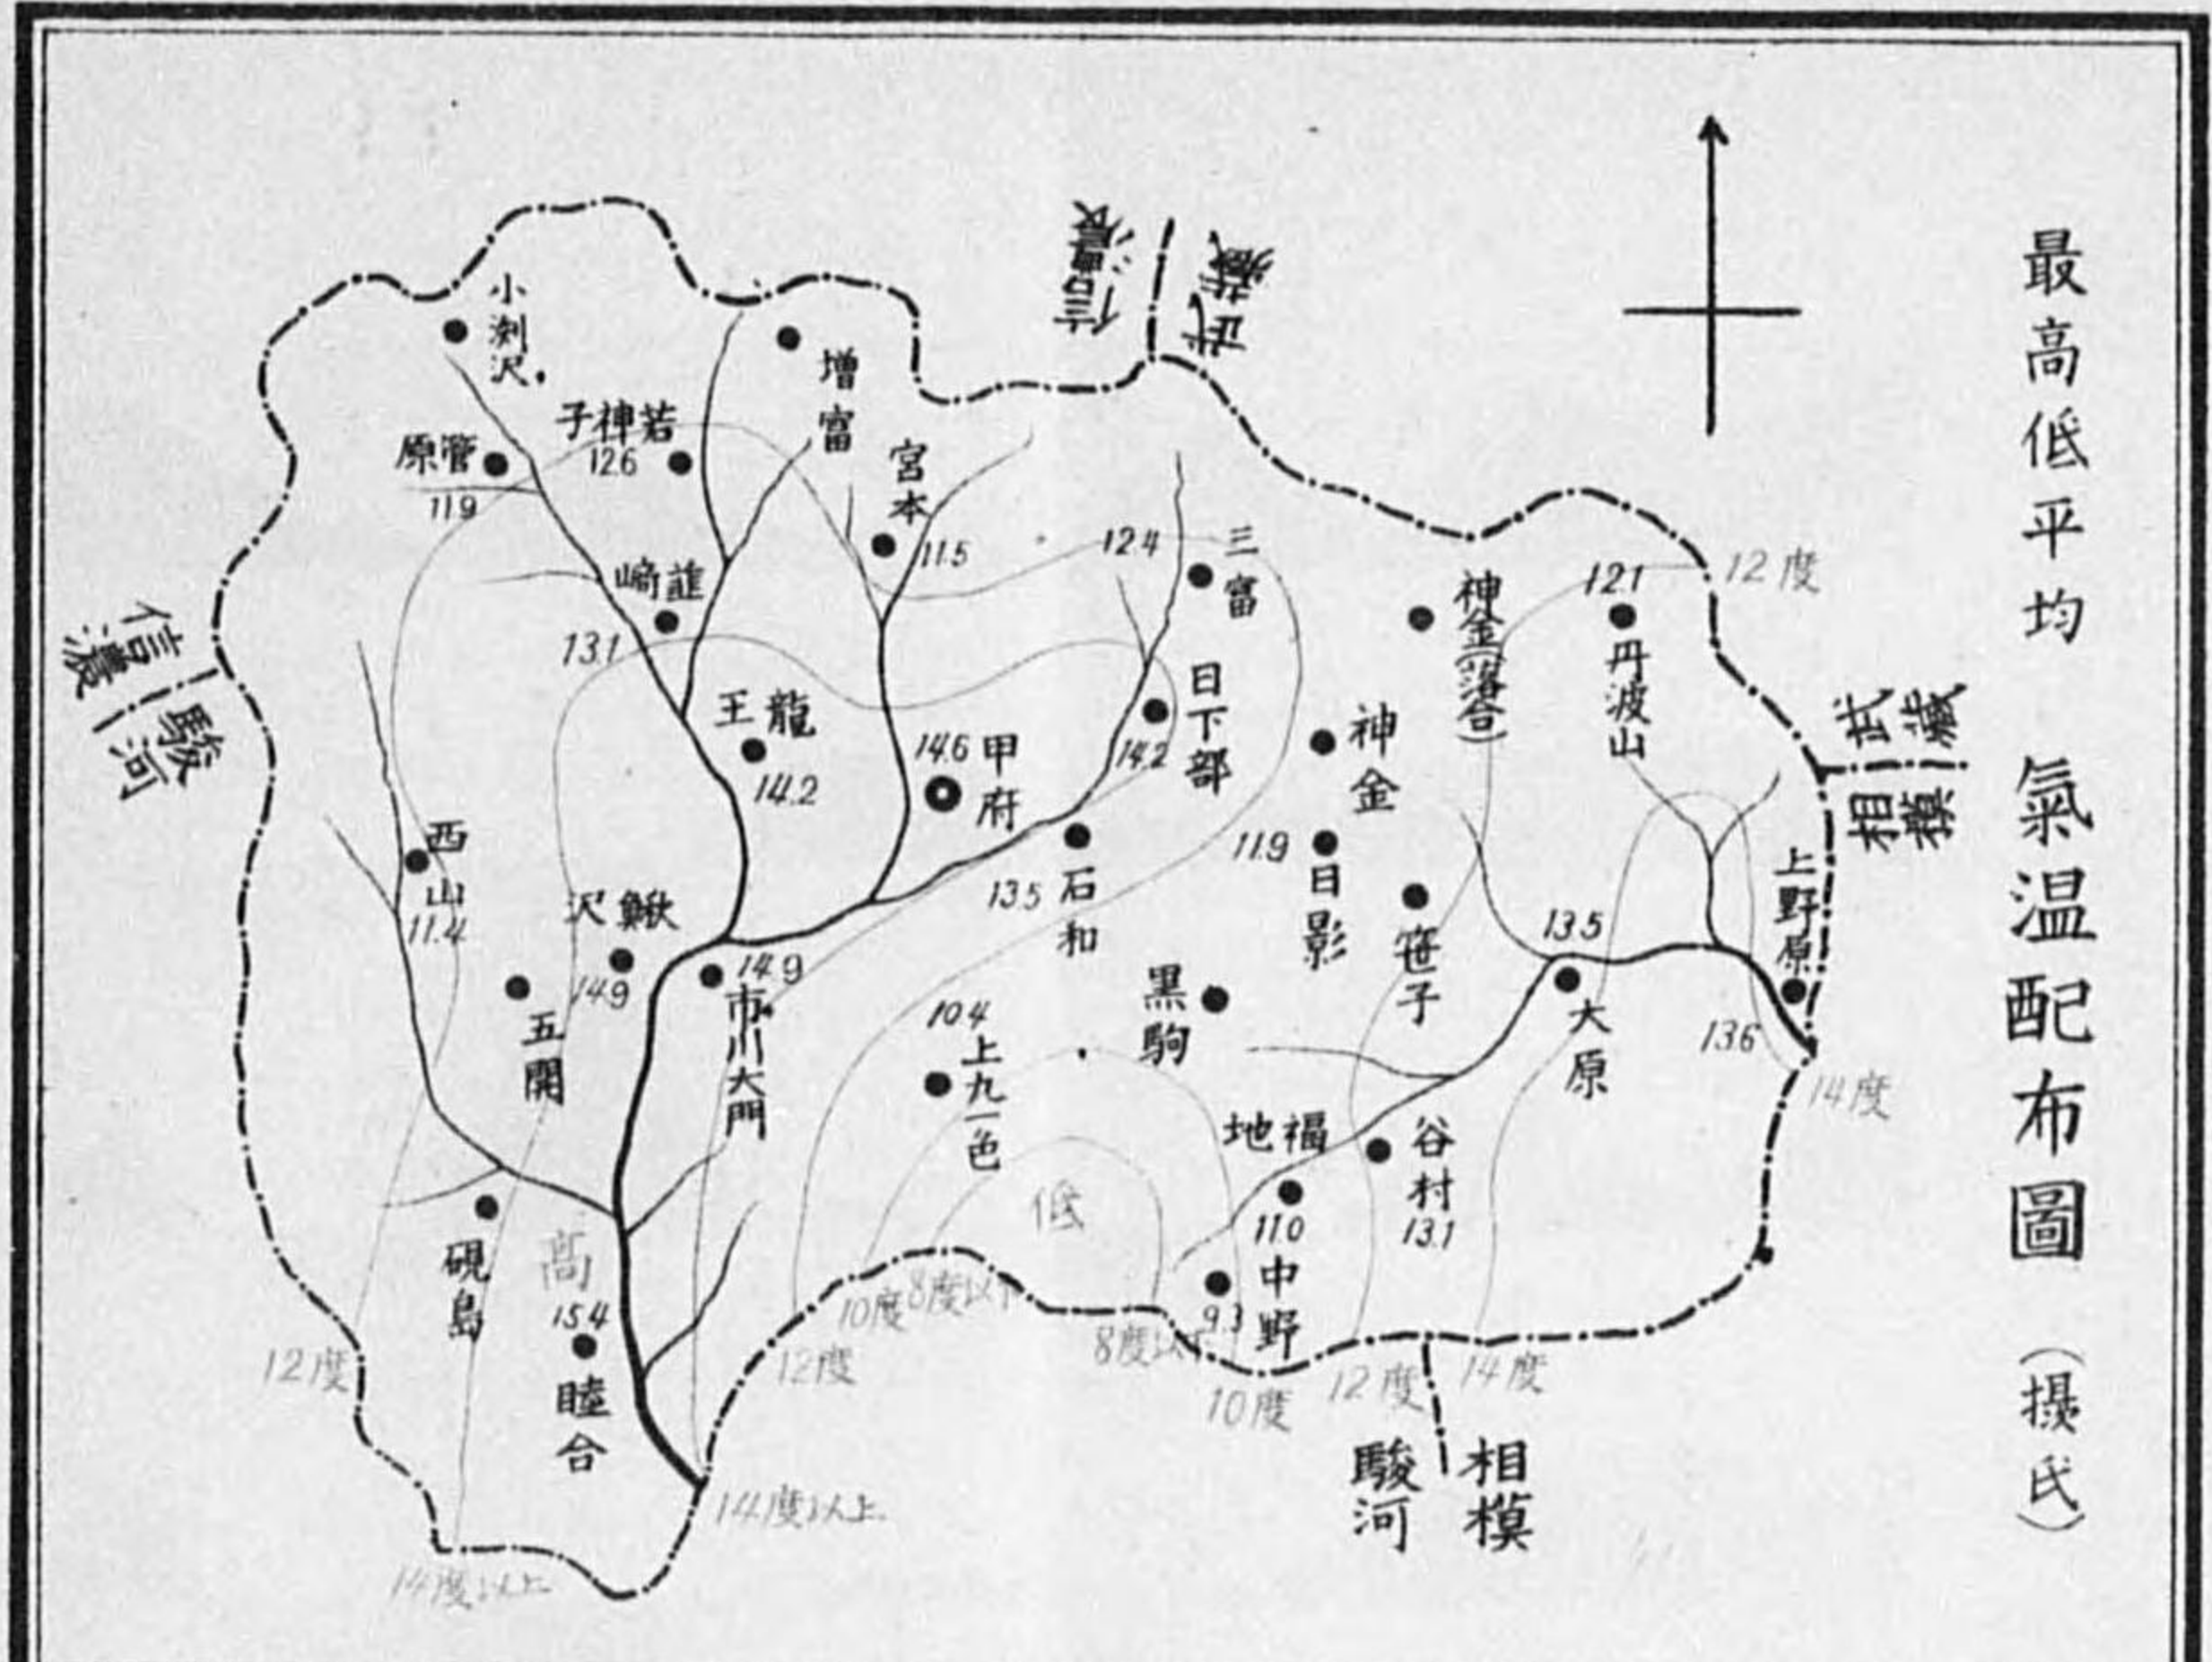 最高低平均 氣温配布圖 (攝氏)
信濃
武藏
小渕沢
増富
若神子
12.6
菅原
11.9
宮本
11.5
12.4
三富
神金(落合)
12.1
丹波山
12度
韮崎
13.1
信濃
駿河
龍王
14.2
14.6
甲府
日下部
14.2
神金
武藏
相模
西山
11.4
鰍沢
14.9
石和
13.5
11.9
日影
笹子
13.5
大原
上野原
13.6
14度
五開
14.9
市川大門
10.4
上九一色
黒駒
福地
11.0
谷村
13.1
低
硯島
高
15.4
睦合
中野
9.3
12度
14度以上
14度以上
12度
10度
8度以下
8度以下
10度
12度
14度
駿河
相模